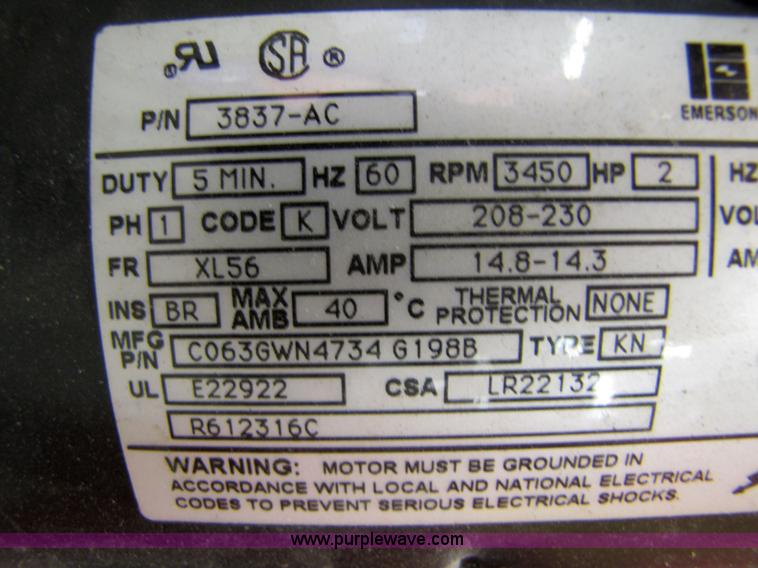 ®RU SA ®
EMERSON
P/N 3837-AC
DUTY 5 MIN. HZ 60 RPM 3450 HP 2 HZ
PH 1 CODE K VOLT 208-230
FR XL56 AMP 14.8-14.3
INS BR MAX AMB 40 °C THERMAL PROTECTION NONE
MFG P/N C063GWN4734 G198B TYPE KN
UL E22922 CSA LR22132
R612316C
WARNING: MOTOR MUST BE GROUNDED IN
ACCORDANCE WITH LOCAL AND NATIONAL ELECTRICAL
CODES TO PREVENT SERIOUS ELECTRICAL SHOCKS.
www.purplewave.com